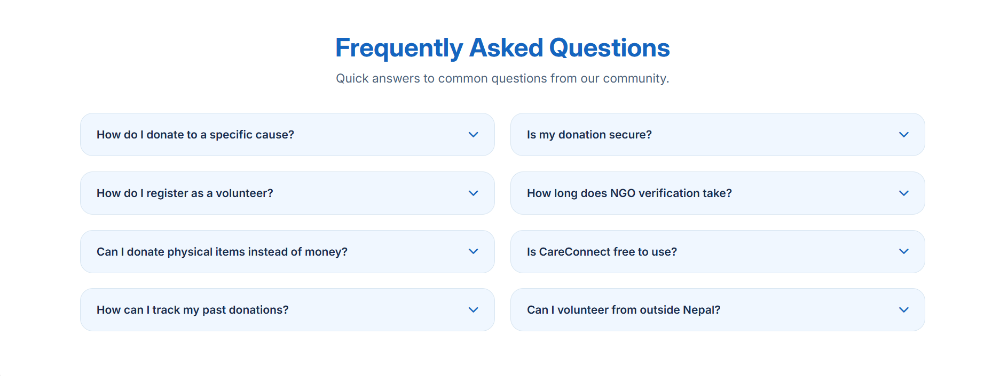 Frequently Asked Questions
Quick answers to common questions from our community.
How do I donate to a specific cause?
Is my donation secure?
How do I register as a volunteer?
How long does NGO verification take?
Can I donate physical items instead of money?
Is CareConnect free to use?
How can I track my past donations?
Can I volunteer from outside Nepal?